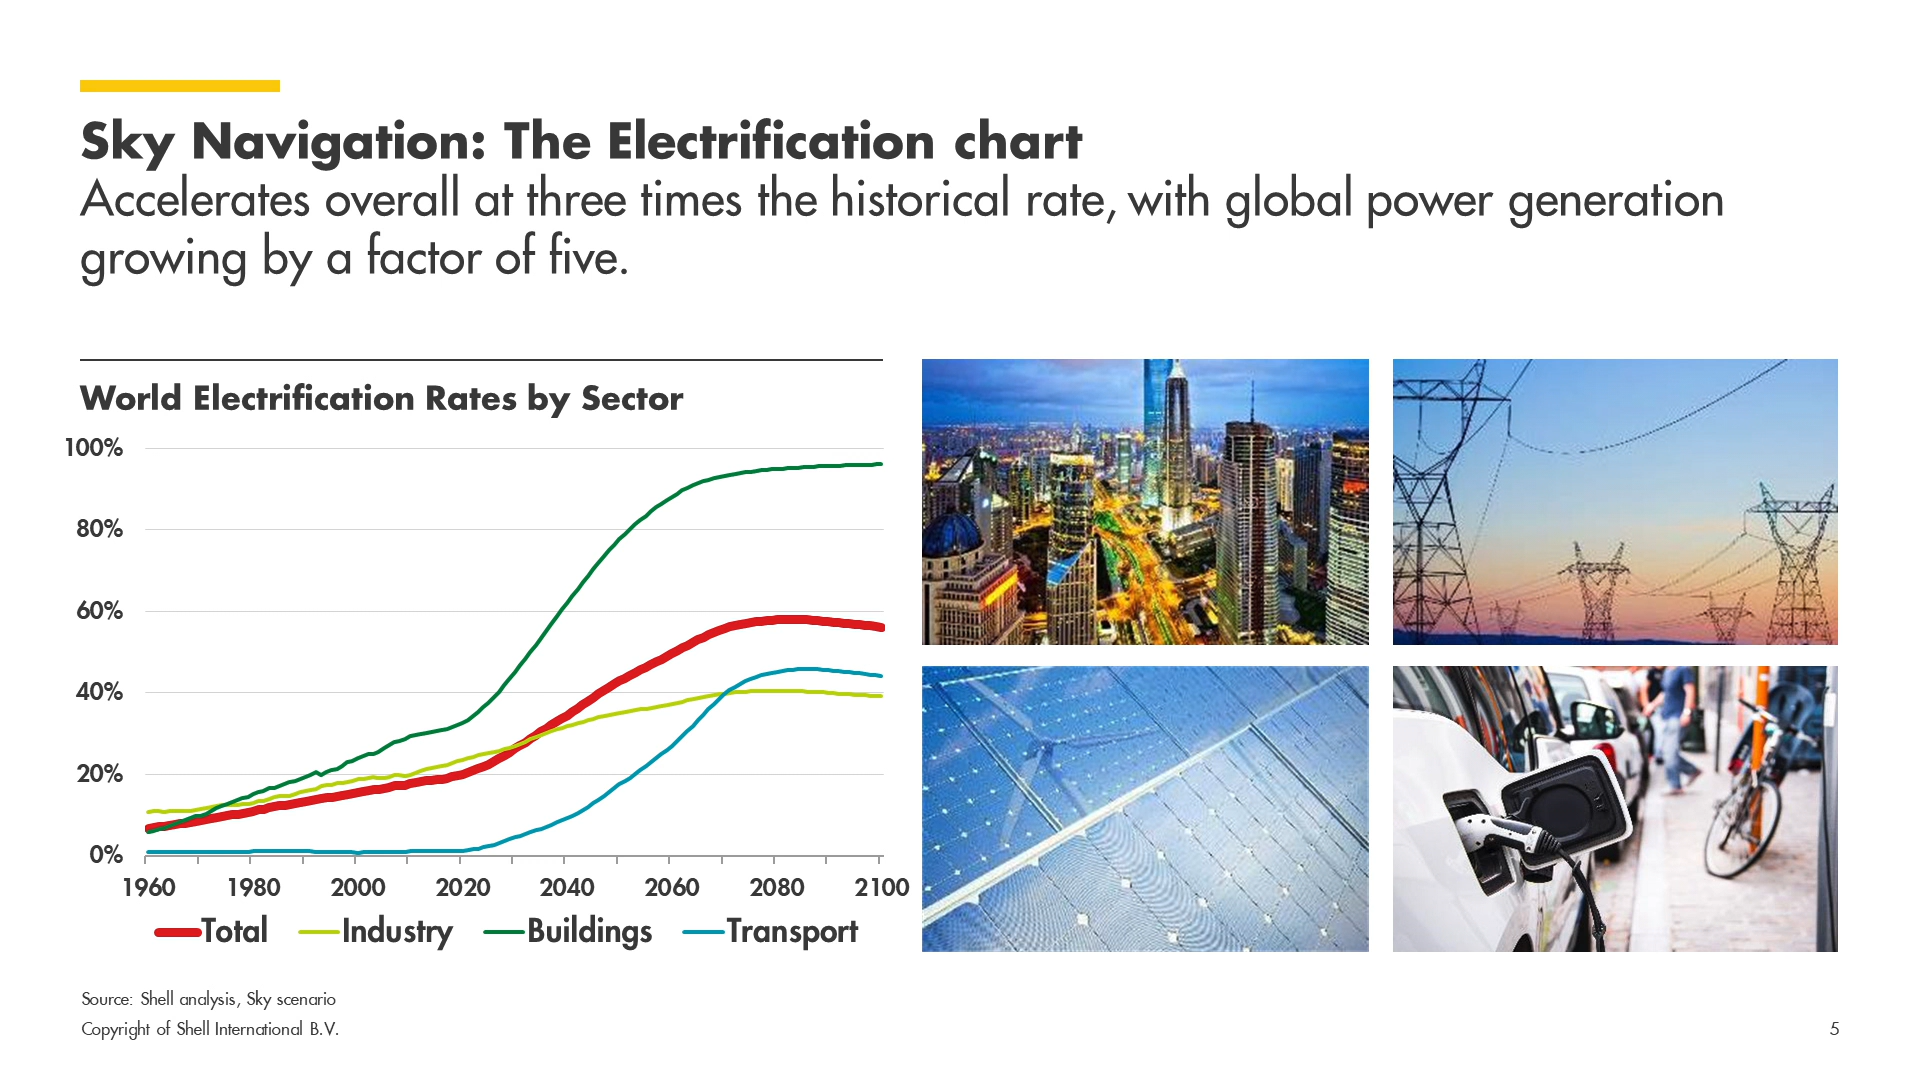 Sky Navigation: The Electrification chart
Accelerates overall at three times the historical rate, with global power generation
growing by a factor of five.
World Electrification Rates by Sector
100%
80%
60%
40%
20%
0%
1960 1980 2000 2020 2040 2060 2080 2100
Total Industry Buildings Transport
Source: Shell analysis, Sky scenario
Copyright of Shell International B.V.
5